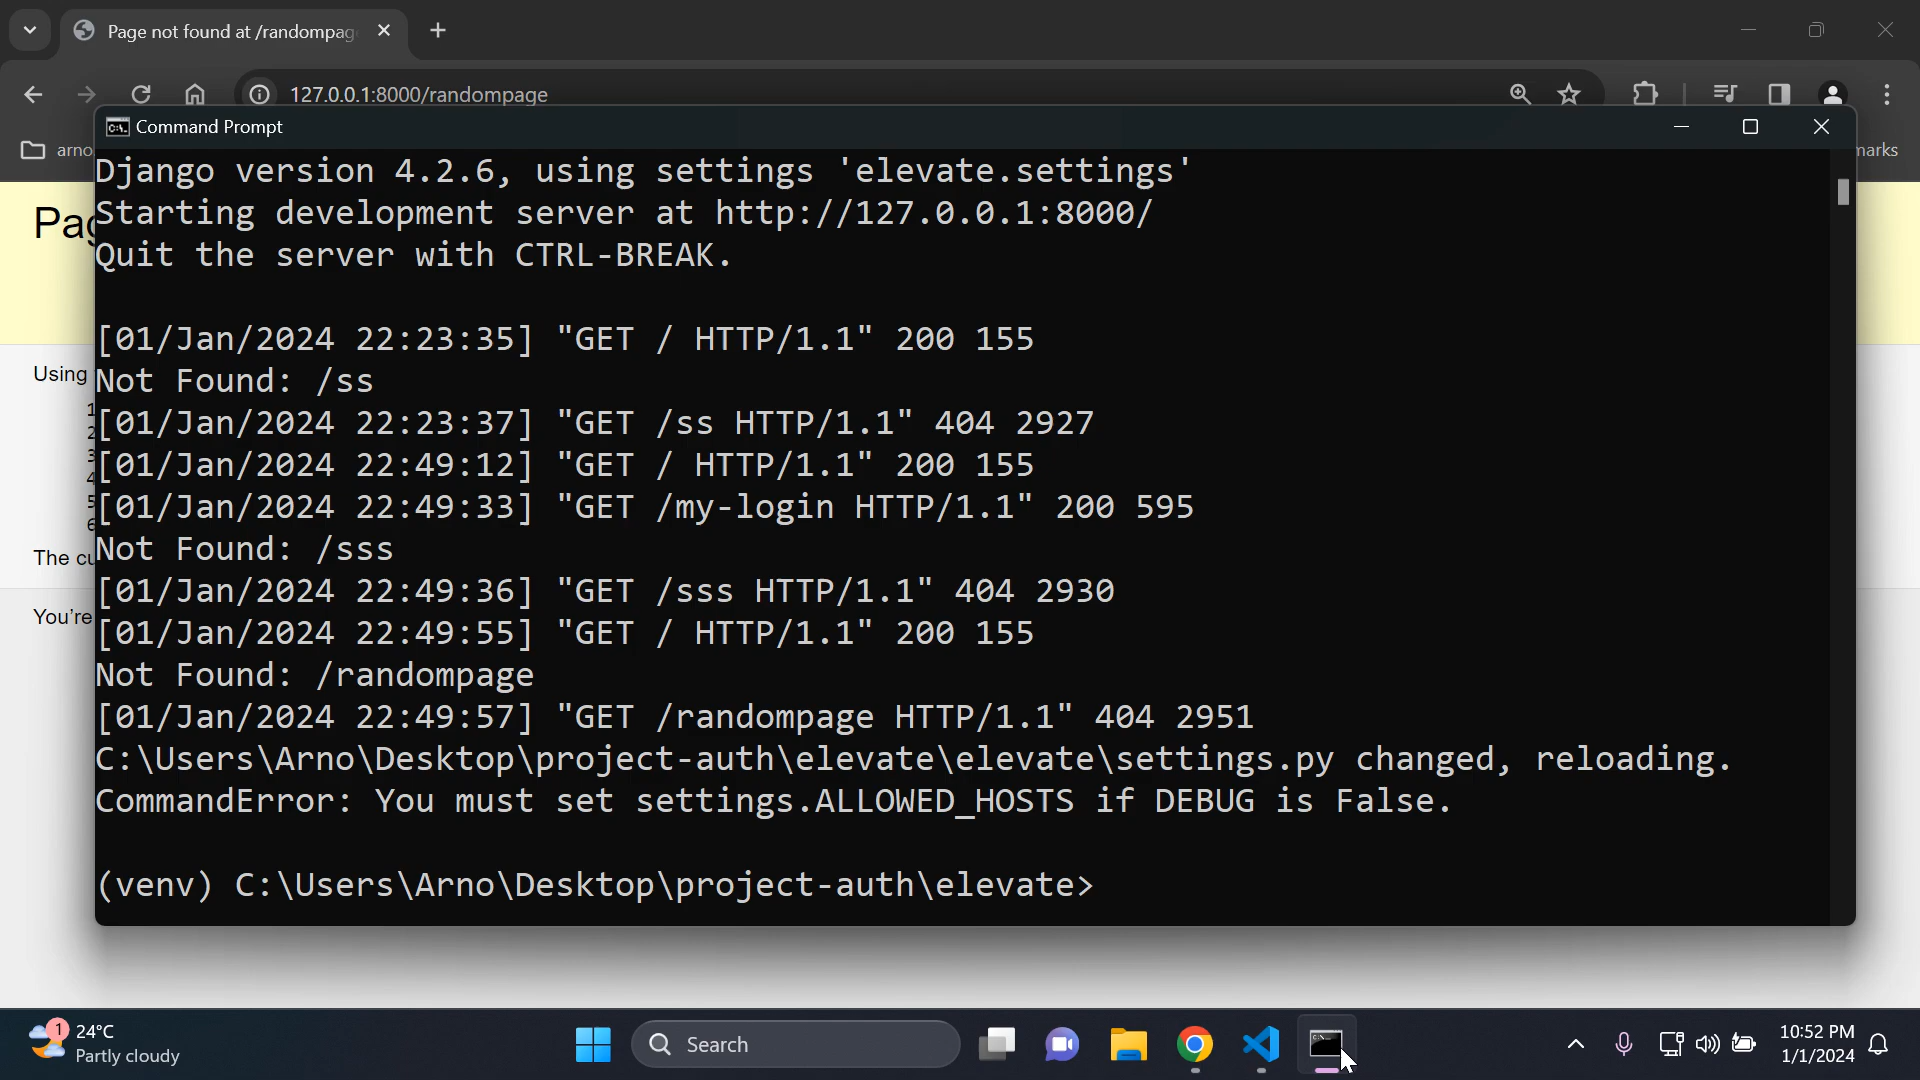 Page not found at /randompag
127.0.0.1:8000/randompage
arno
marks
Command Prompt
Django version 4.2.6, using settings 'elevate.settings'
Starting development server at http://127.0.0.1:8000/
Quit the server with CTRL-BREAK.
[01/Jan/2024 22:23:35] "GET / HTTP/1.1" 200 155
Not Found: /ss
[01/Jan/2024 22:23:37] "GET /ss HTTP/1.1" 404 2927
[01/Jan/2024 22:49:12] "GET / HTTP/1.1" 200 155
[01/Jan/2024 22:49:33] "GET /my-login HTTP/1.1" 200 595
Not Found: /sss
[01/Jan/2024 22:49:36] "GET /sss HTTP/1.1" 404 2930
[01/Jan/2024 22:49:55] "GET / HTTP/1.1" 200 155
Not Found: /randompage
[01/Jan/2024 22:49:57] "GET /randompage HTTP/1.1" 404 2951
C:\Users\Arno\Desktop\project-auth\elevate\elevate\settings.py changed, reloading.
CommandError: You must set settings.ALLOWED_HOSTS if DEBUG is False.
(venv) C:\Users\Arno\Desktop\project-auth\elevate>
Pag
Using
1
2
3
4
5
6
The cu
You're
1
24°C
Partly cloudy
Search
10:52 PM
1/1/2024